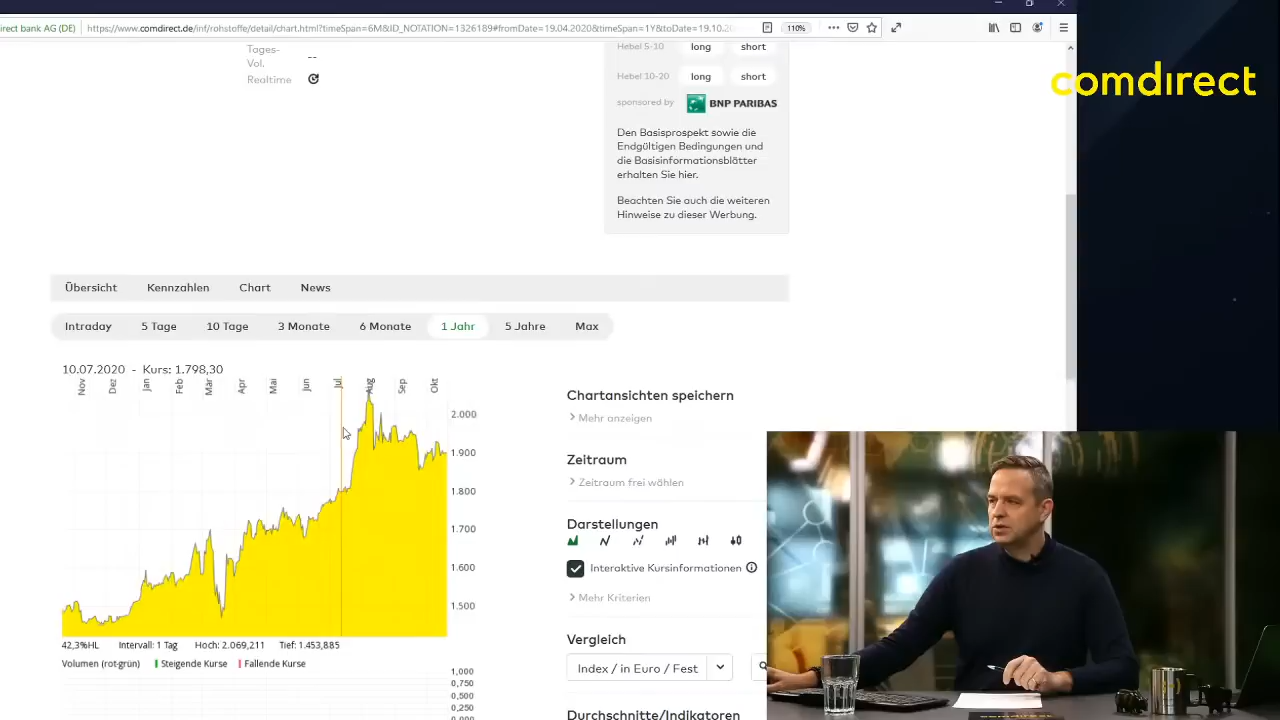 irect bank AG (DE)
https://www.comdirect.de/inf/rohstoffe/detail/chart.html?timeSpan=6M&ID_NOTATION=1326189#fromDate=19.04.2020&timeSpan=1Y&toDate=19.10.20
110%
comdirect
Tages-
Vol.
--
Realtime
Hebel 5-10 long short
Hebel 10-20 long short
sponsored by BNP PARIBAS
Den Basisprospekt sowie die
Endgültigen Bedingungen und
die Basisinformationsblätter
erhalten Sie hier.
Beachten Sie auch die weiteren
Hinweise zu dieser Werbung.
Übersicht Kennzahlen Chart News
Intraday 5 Tage 10 Tage 3 Monate 6 Monate 1 Jahr 5 Jahre Max
10.07.2020 - Kurs: 1.798,30
Nov Dez Jan Feb Mär Apr Mai Jun Jul Aug Sep Okt
2.000
1.900
1.800
1.700
1.600
1.500
42,3%HL Intervall: 1 Tag Hoch: 2.069,211 Tief: 1.453,885
Volumen (rot-grün) Steigende Kurse Fallende Kurse
1,000
0,750
0,500
0,250
Chartansichten speichern
Mehr anzeigen
Zeitraum
Zeitraum frei wählen
Darstellungen
Interaktive Kursinformationen
Mehr Kriterien
Vergleich
Index / in Euro / Fest
Durchschnitte/Indikatoren